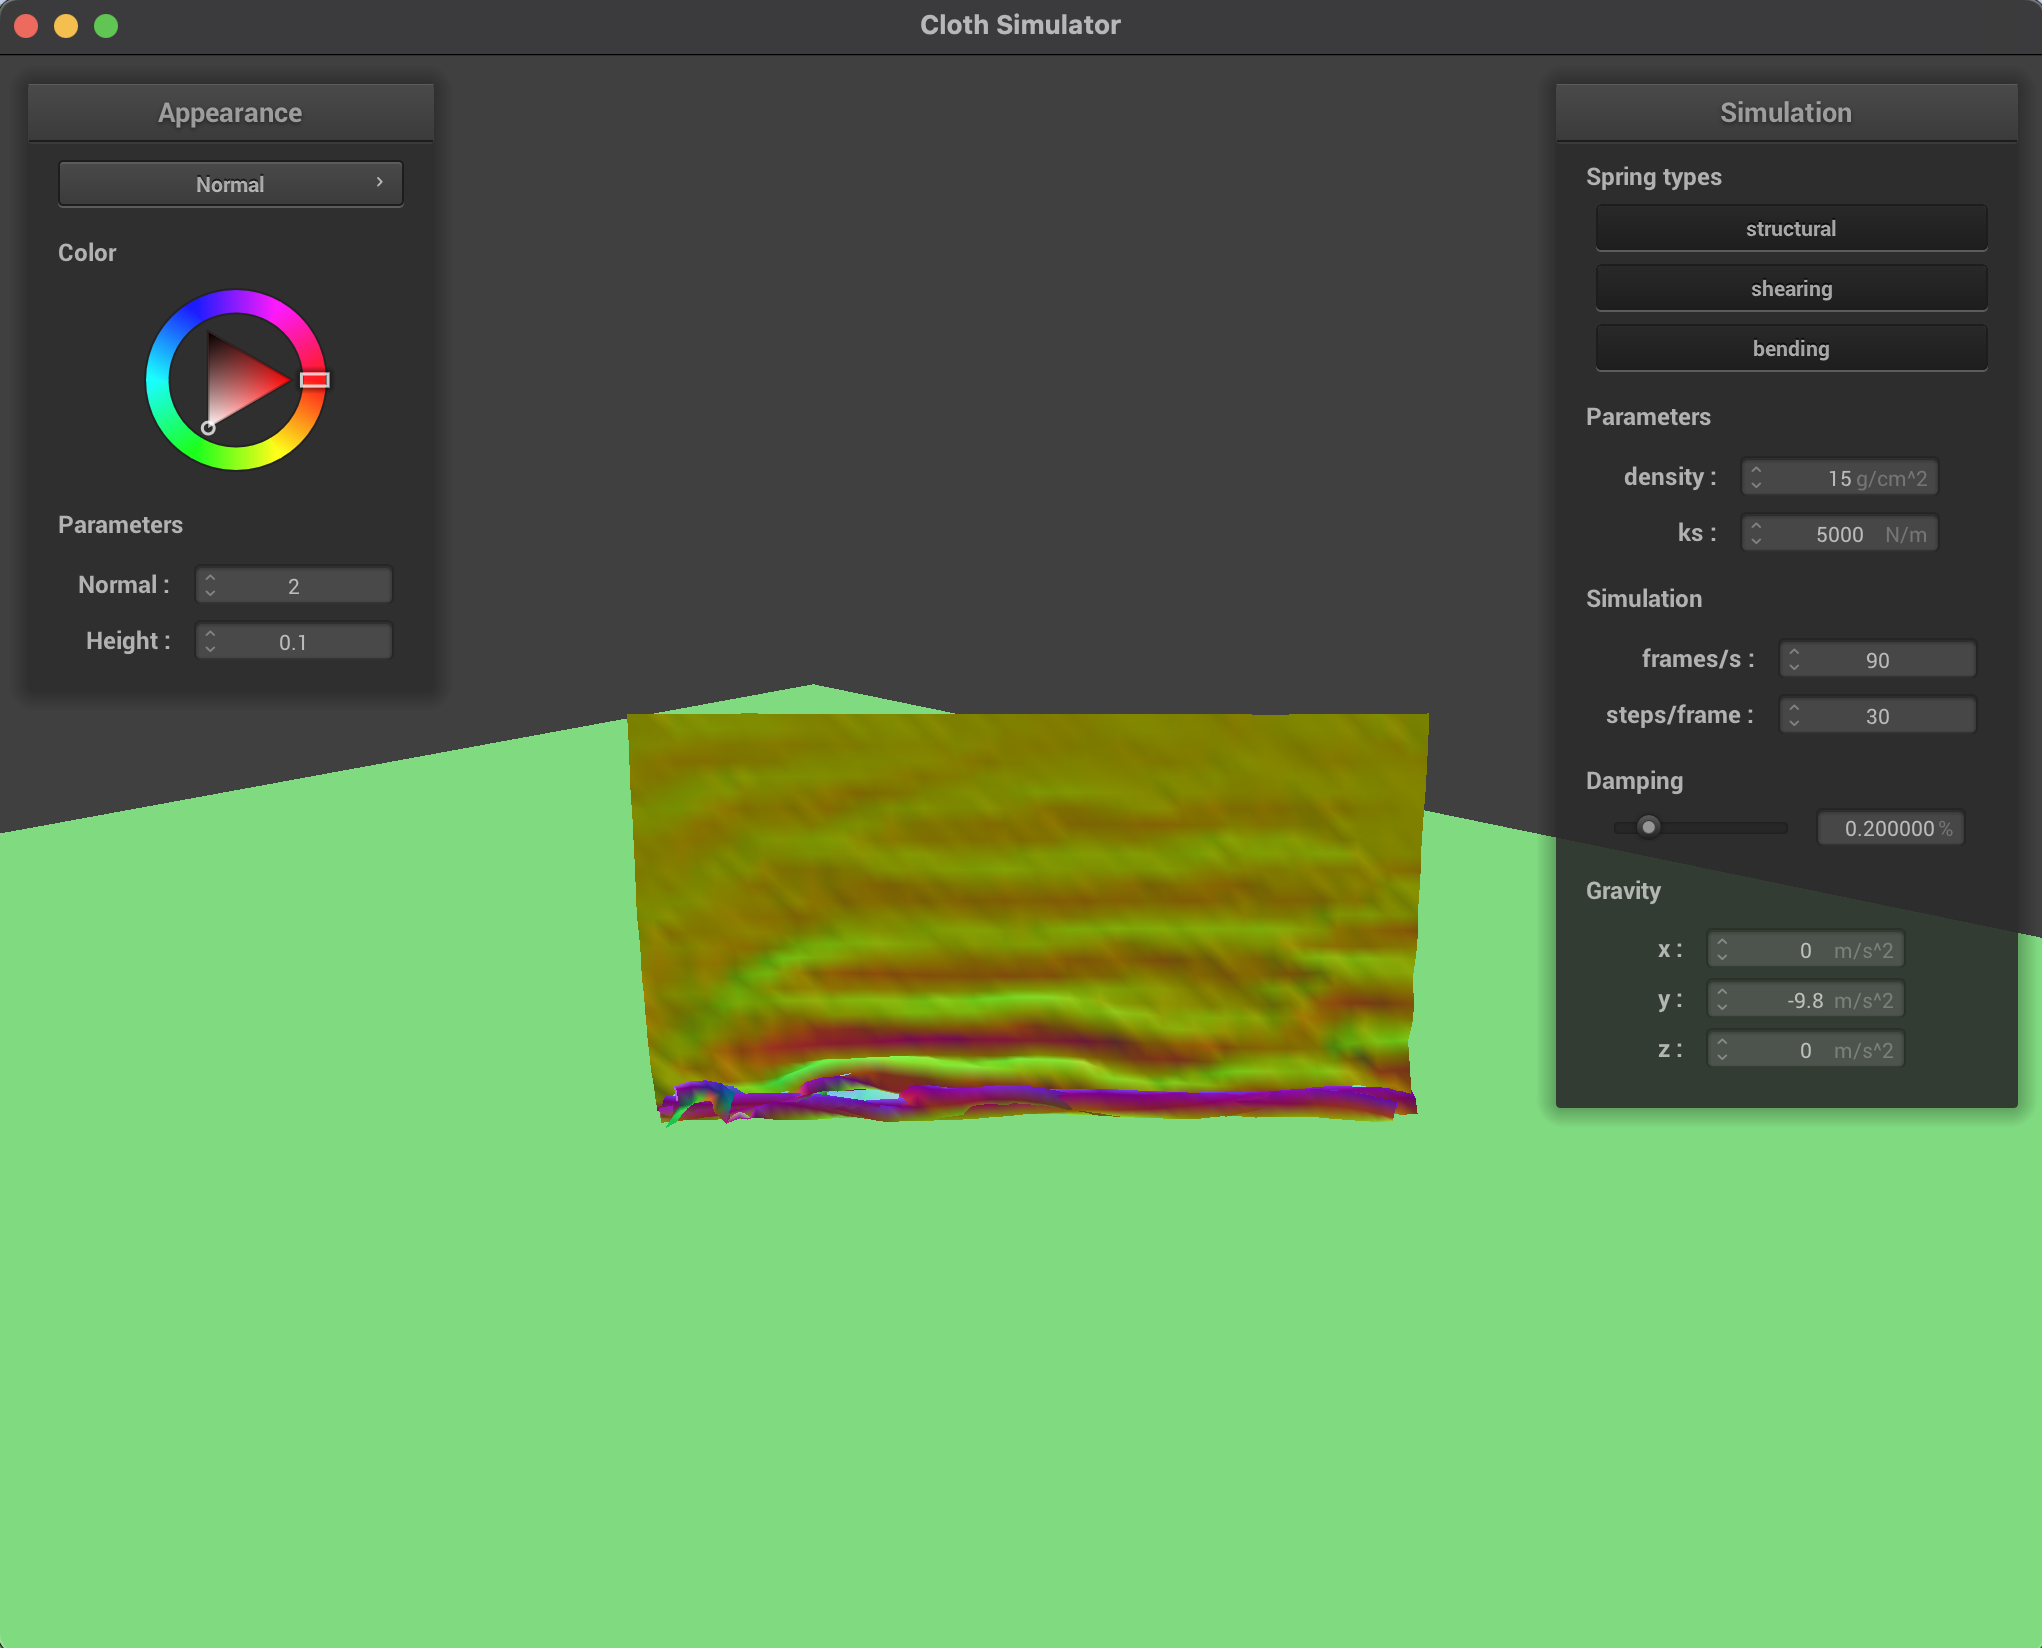 Cloth Simulator
Appearance
Normal
Color
Parameters
Normal : 2
Height : 0.1
Simulation
Spring types
structural
shearing
bending
Parameters
density : 15 g/cm^2
ks : 5000 N/m
Simulation
frames/s : 90
steps/frame : 30
Damping
0.200000 %
Gravity
x : 0 m/s^2
y : -9.8 m/s^2
z : 0 m/s^2